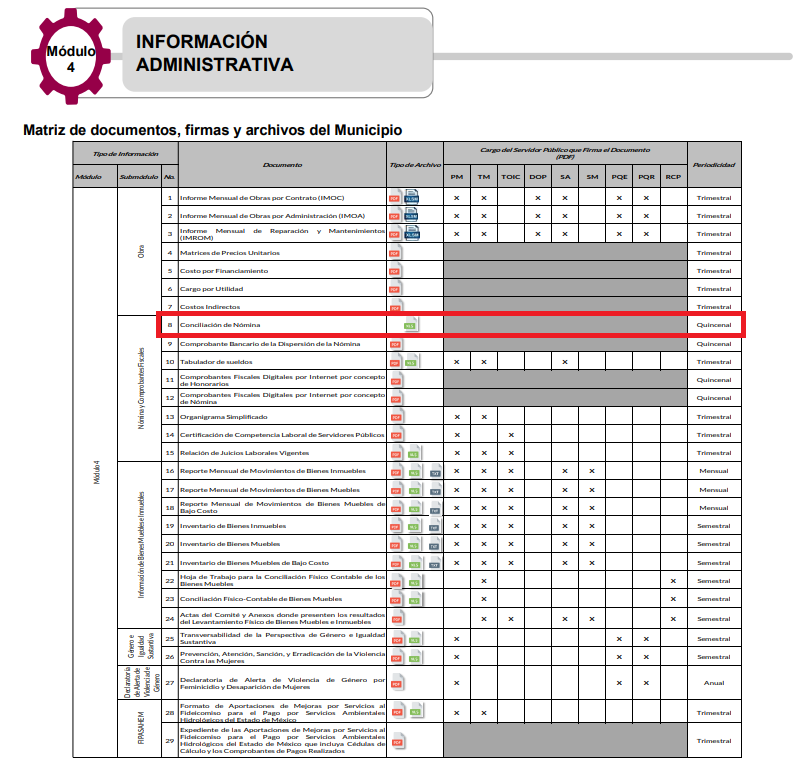 Módulo
4
INFORMACIÓN
ADMINISTRATIVA
Matriz de documentos, firmas y archivos del Municipio
Tipo de Información Documento Tipo de Archivo Cargo del Servidor Público que Firma el Documento
(PDF) Periodicidad
Módulo Submódulo No. PM TM TOIC DOP SA SM PQE PQR RCP
Módulo 4
Obra
1 Informe Mensual de Obras por Contrato (IMOC) PDF XLSM x x x x x x Trimestral
2 Informe Mensual de Obras por Administración (IMOA) PDF XLSM x x x x x x Trimestral
3 Informe Mensual de Reparación y Mantenimientos
(IMROM) PDF XLSM x x x x x x Trimestral
4 Matrices de Precios Unitarios PDF Trimestral
5 Costo por Financiamiento PDF Trimestral
6 Cargo por Utilidad PDF Trimestral
7 Costos Indirectos PDF Trimestral
Nómina y Comprobantes Fiscales
8 Conciliación de Nómina XLS Quincenal
9 Comprobante Bancario de la Dispersión de la Nómina PDF Quincenal
10 Tabulador de sueldos PDF XLS x x x Trimestral
11 Comprobantes Fiscales Digitales por Internet por concepto
de Honorarios PDF Quincenal
12 Comprobantes Fiscales Digitales por Internet por concepto
de Nómina PDF Quincenal
13 Organigrama Simplificado PDF x x Trimestral
14 Certificación de Competencia Laboral de Servidores Públicos PDF x x Trimestral
15 Relación de Juicios Laborales Vigentes PDF XLS x x x Trimestral
Información de Bienes Muebles e Inmuebles
16 Reporte Mensual de Movimientos de Bienes Inmuebles PDF XLS TXT x x x x x Mensual
17 Reporte Mensual de Movimientos de Bienes Muebles PDF XLS TXT x x x x x Mensual
18 Reporte Mensual de Movimientos de Bienes Muebles de
Bajo Costo PDF XLS TXT x x x x x Mensual
19 Inventario de Bienes Inmuebles PDF XLS TXT x x x x x Semestral
20 Inventario de Bienes Muebles PDF XLS TXT x x x x x Semestral
21 Inventario de Bienes Muebles de Bajo Costo PDF XLS TXT x x x x x Semestral
22 Hoja de Trabajo para la Conciliación Físico Contable de los
Bienes Muebles PDF XLS x x Semestral
23 Conciliación Físico-Contable de Bienes Muebles PDF XLS x x Semestral
24 Actas del Comité y Anexos donde presenten los resultados
del Levantamiento Físico de Bienes Muebles e Inmuebles PDF x x x x Semestral
Género e
Igualdad
Sustantiva
25 Transversabilidad de la Perspectiva de Género e Igualdad
Sustantiva PDF XLS x x x Semestral
26 Prevención, Atención, Sanción, y Erradicación de la Violencia
Contra las Mujeres PDF XLS x x x Semestral
Declaratoria
de Alerta de
Violencia de
Género
27 Declaratoria de Alerta de Violencia de Género por
Feminicidio y Desaparición de Mujeres PDF x x x Anual
FIPASAHEM
28 Formato de Aportaciones de Mejoras por Servicios al
Fideicomiso para el Pago por Servicios Ambientales
Hidrológicos del Estado de México PDF XLS x x Trimestral
29 Expediente de las Aportaciones de Mejoras por Servicios al
Fideicomiso para el Pago por Servicios Ambientales
Hidrológicos del Estado de México que incluya Cédulas de
Cálculo y los Comprobantes de Pagos Realizados PDF Trimestral